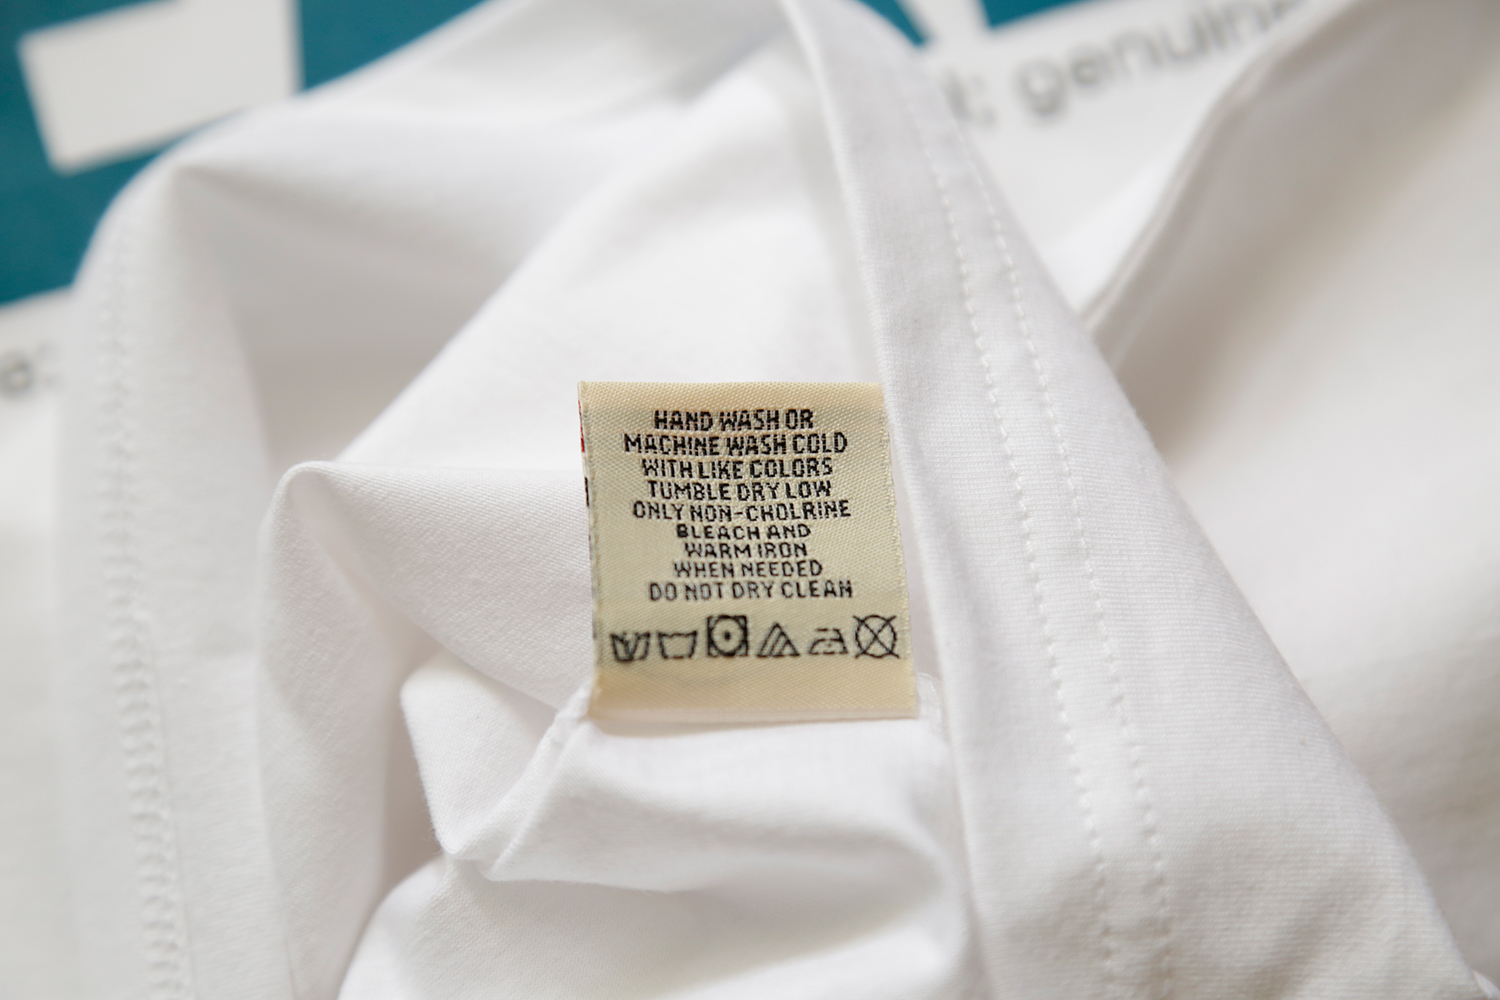 genuine
HAND WASH OR
MACHINE WASH COLD
WITH LIKE COLORS
TUMBLE DRY LOW
ONLY NON-CHOLRINE
BLEACH AND
WARM IRON
WHEN NEEDED
DO NOT DRY CLEAN